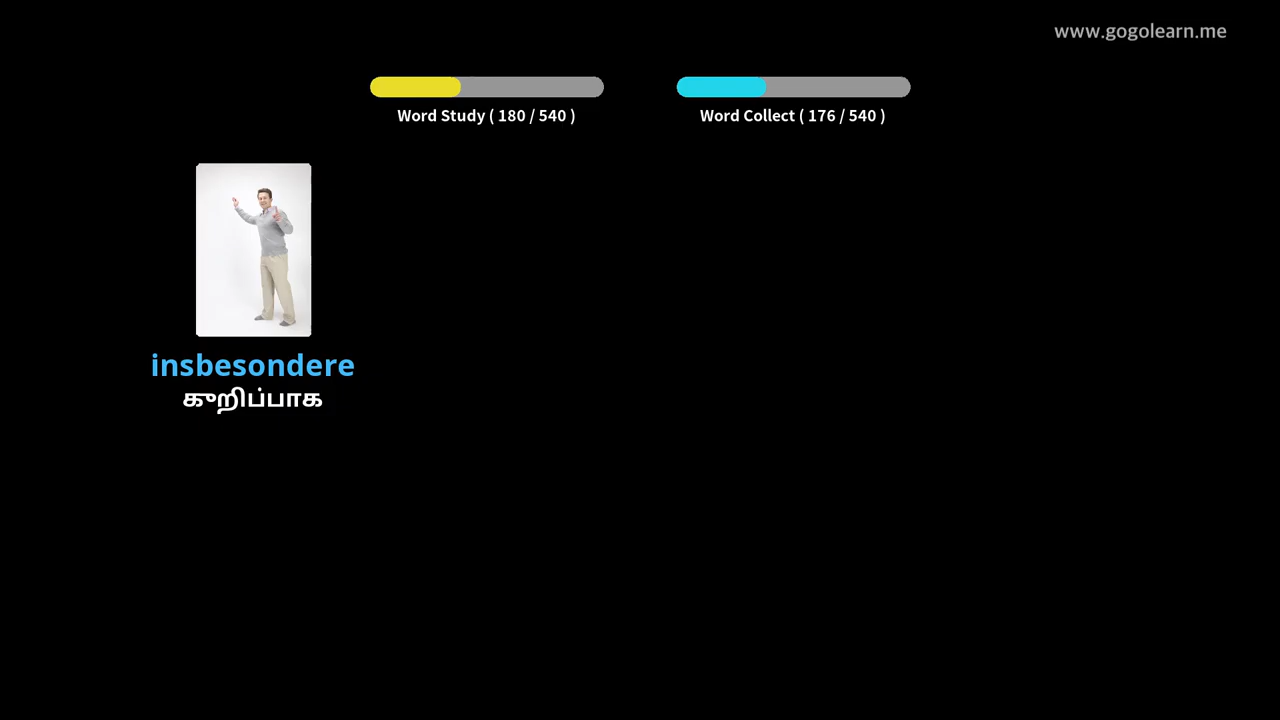 www.gogolearn.me
Word Study ( 180 / 540 )
Word Collect ( 176 / 540 )
insbesondere
குறிப்பாக